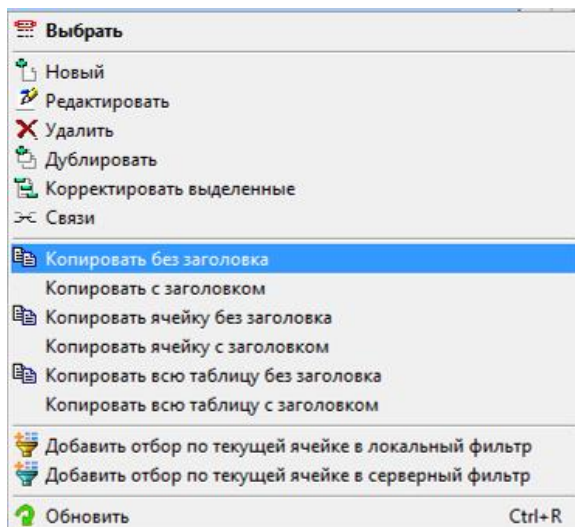 Выбрать
Новый
Редактировать
Удалить
Дублировать
Корректировать выделенные
Связи
Копировать без заголовка
Копировать с заголовком
Копировать ячейку без заголовка
Копировать ячейку с заголовком
Копировать всю таблицу без заголовка
Копировать всю таблицу с заголовком
Добавить отбор по текущей ячейке в локальный фильтр
Добавить отбор по текущей ячейке в серверный фильтр
Обновить Ctrl+R